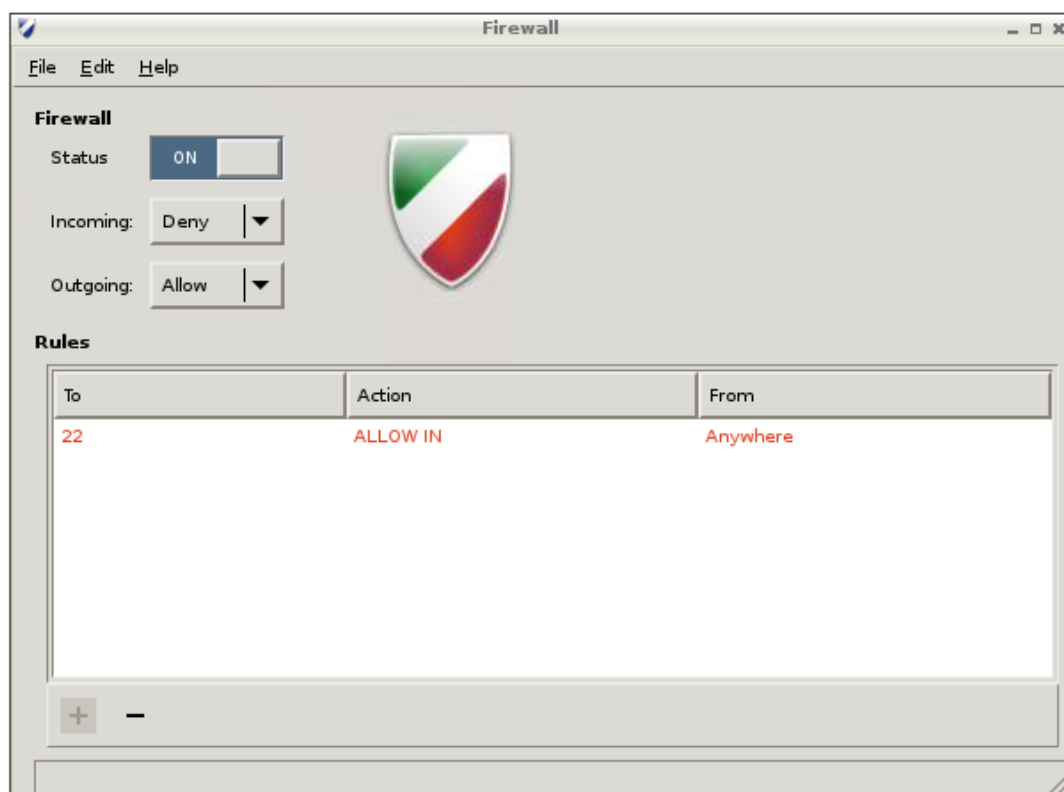 Firewall
File Edit Help
Firewall
Status ON
Incoming: Deny
Outgoing: Allow
Rules
To Action From
22 ALLOW IN Anywhere